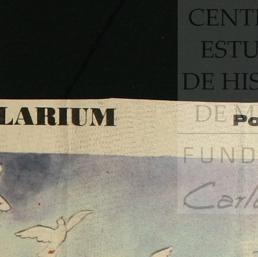 CENT
ESTU
DE HIS
DE M
LARIUM Po
FUND
Carlo